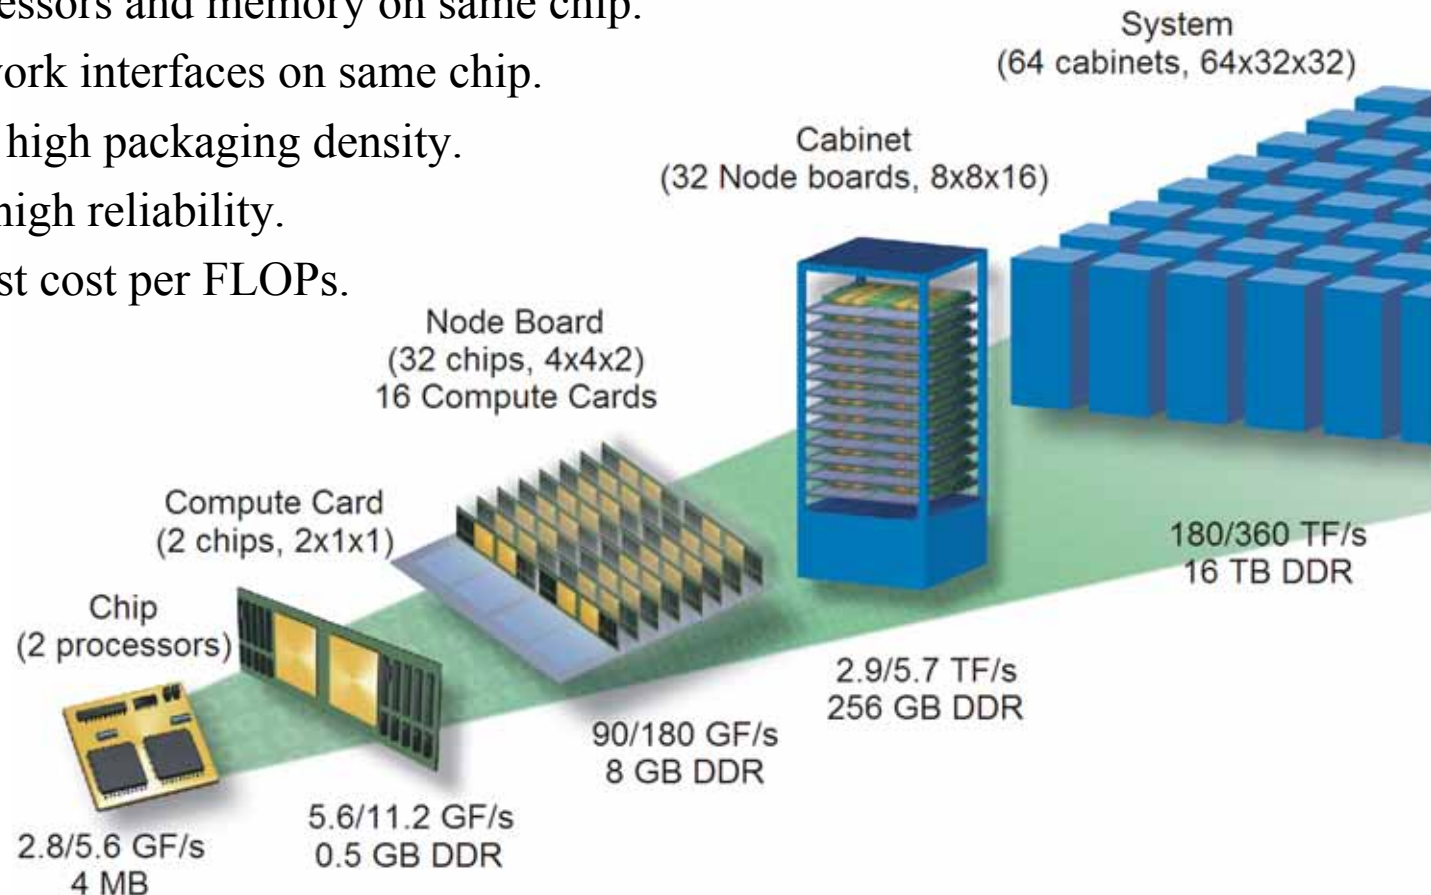 essors and memory on same chip.
work interfaces on same chip.
high packaging density.
high reliability.
st cost per FLOPs.
System
(64 cabinets, 64x32x32)
Cabinet
(32 Node boards, 8x8x16)
Node Board
(32 chips, 4x4x2)
16 Compute Cards
Compute Card
(2 chips, 2x1x1)
Chip
(2 processors)
180/360 TF/s
16 TB DDR
2.9/5.7 TF/s
256 GB DDR
90/180 GF/s
8 GB DDR
5.6/11.2 GF/s
0.5 GB DDR
2.8/5.6 GF/s
4 MB